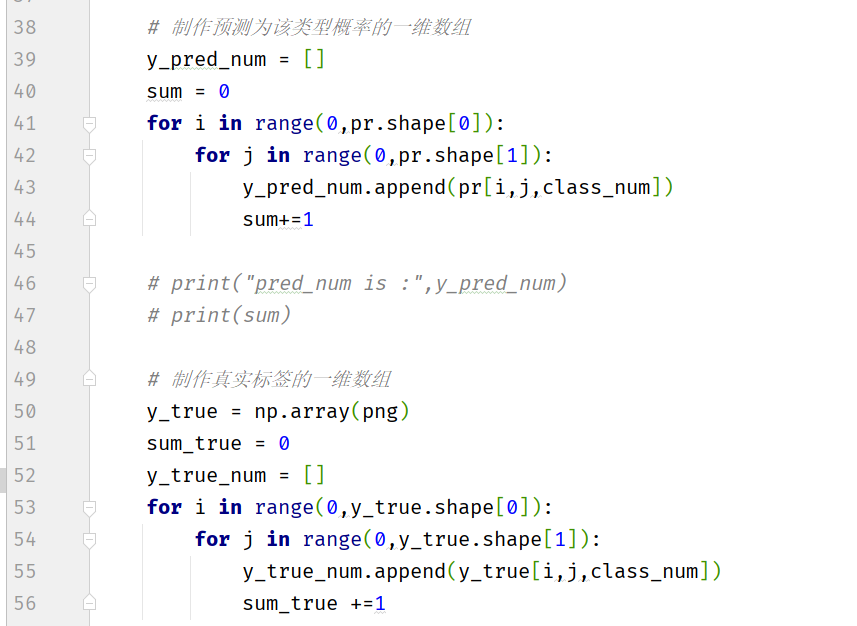 38 # 制作预测为该类型概率的一维数组
39 y_pred_num = []
40 sum = 0
41 for i in range(0,pr.shape[0]):
42 for j in range(0,pr.shape[1]):
43 y_pred_num.append(pr[i,j,class_num])
44 sum+=1
45
46 # print("pred_num is :",y_pred_num)
47 # print(sum)
48
49 # 制作真实标签的一维数组
50 y_true = np.array(png)
51 sum_true = 0
52 y_true_num = []
53 for i in range(0,y_true.shape[0]):
54 for j in range(0,y_true.shape[1]):
55 y_true_num.append(y_true[i,j,class_num])
56 sum_true +=1